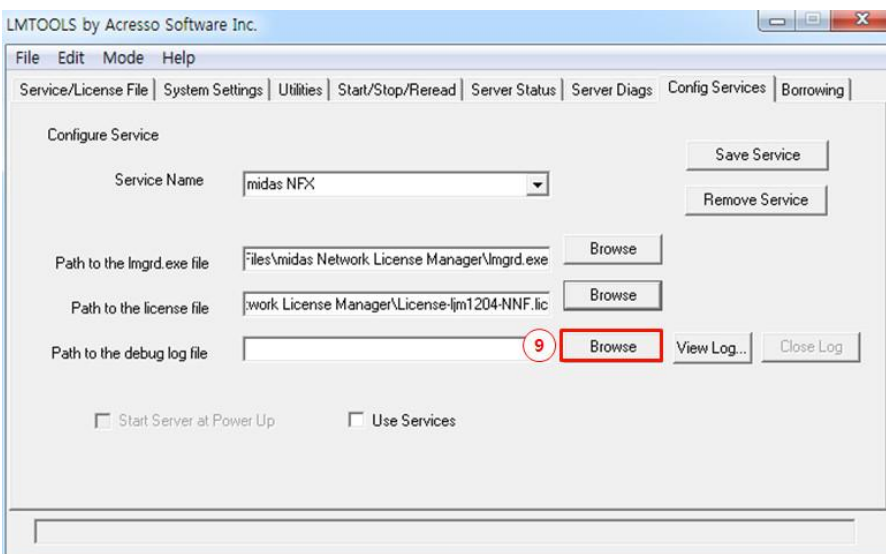 LMTOOLS by Acresso Software Inc.
File Edit Mode Help
Service/License File System Settings Utilities Start/Stop/Reread Server Status Server Diags Config Services Borrowing
Configure Service
Save Service
Service Name midas NFX
Remove Service
Path to the lmgrd.exe file Files\midas Network License Manager\lmgrd.exe Browse
Path to the license file work License Manager\License-ljm1204-NNF.lic Browse
Path to the debug log file 9 Browse View Log... Close Log
Start Server at Power Up Use Services